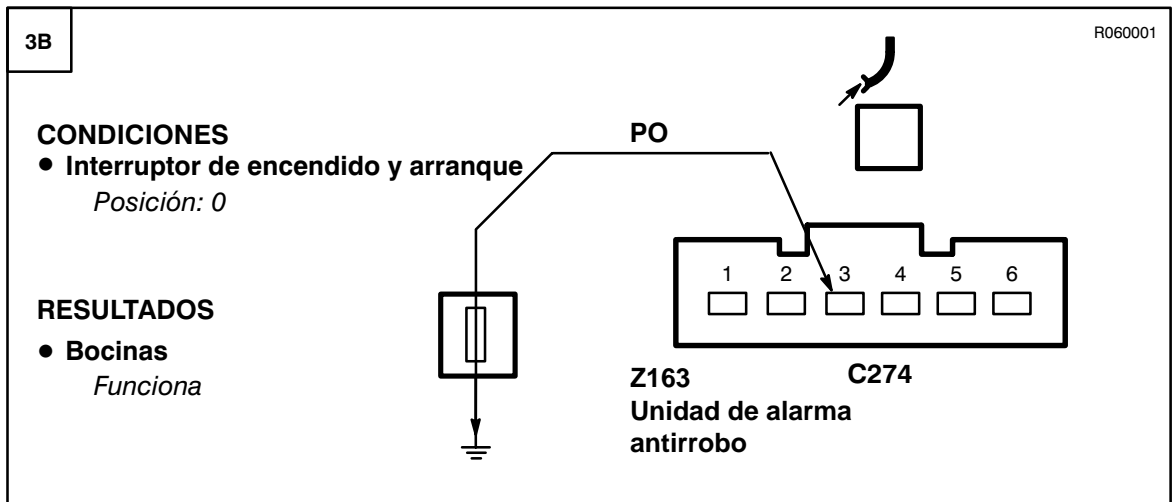 3B
R060001
CONDICIONES
● Interruptor de encendido y arranque
Posición: 0
PO
RESULTADOS
● Bocinas
Funciona
1 2 3 4 5 6
Z163
C274
Unidad de alarma
antirrobo